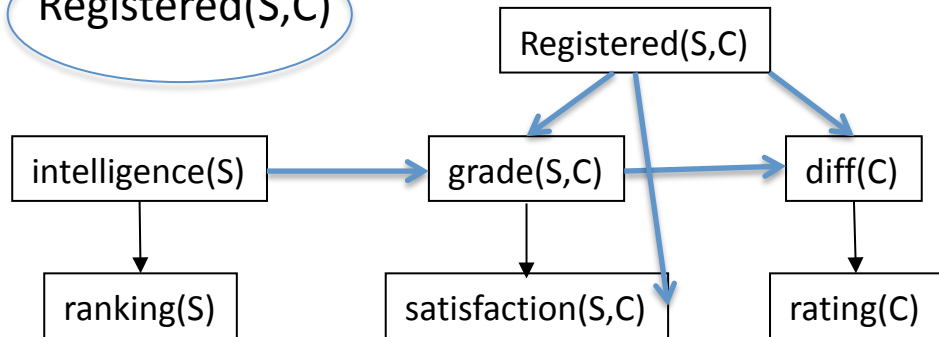 Registered(S,C)
Registered(S,C)
intelligence(S)
grade(S,C)
diff(C)
ranking(S)
satisfaction(S,C)
rating(C)